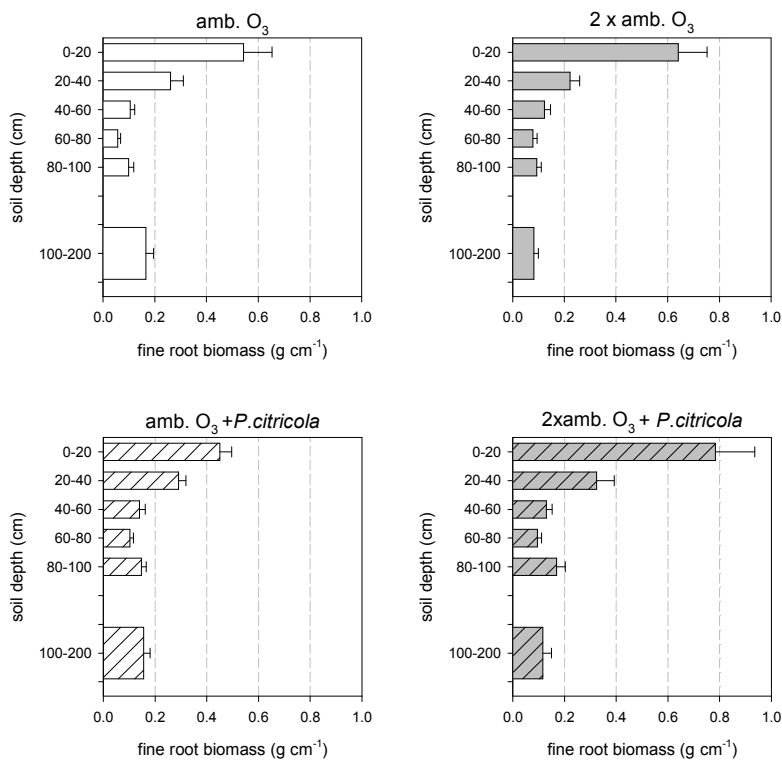 amb. O₃
0-20
20-40
40-60
60-80
80-100
100-200
soil depth (cm)
0.0 0.2 0.4 0.6 0.8 1.0
fine root biomass (g cm⁻¹)
2 x amb. O₃
0-20
20-40
40-60
60-80
80-100
100-200
soil depth (cm)
0.0 0.2 0.4 0.6 0.8 1.0
fine root biomass (g cm⁻¹)
amb. O₃ +P.citricola
0-20
20-40
40-60
60-80
80-100
100-200
soil depth (cm)
0.0 0.2 0.4 0.6 0.8 1.0
fine root biomass (g cm⁻¹)
2xamb. O₃ + P.citricola
0-20
20-40
40-60
60-80
80-100
100-200
soil depth (cm)
0.0 0.2 0.4 0.6 0.8 1.0
fine root biomass (g cm⁻¹)